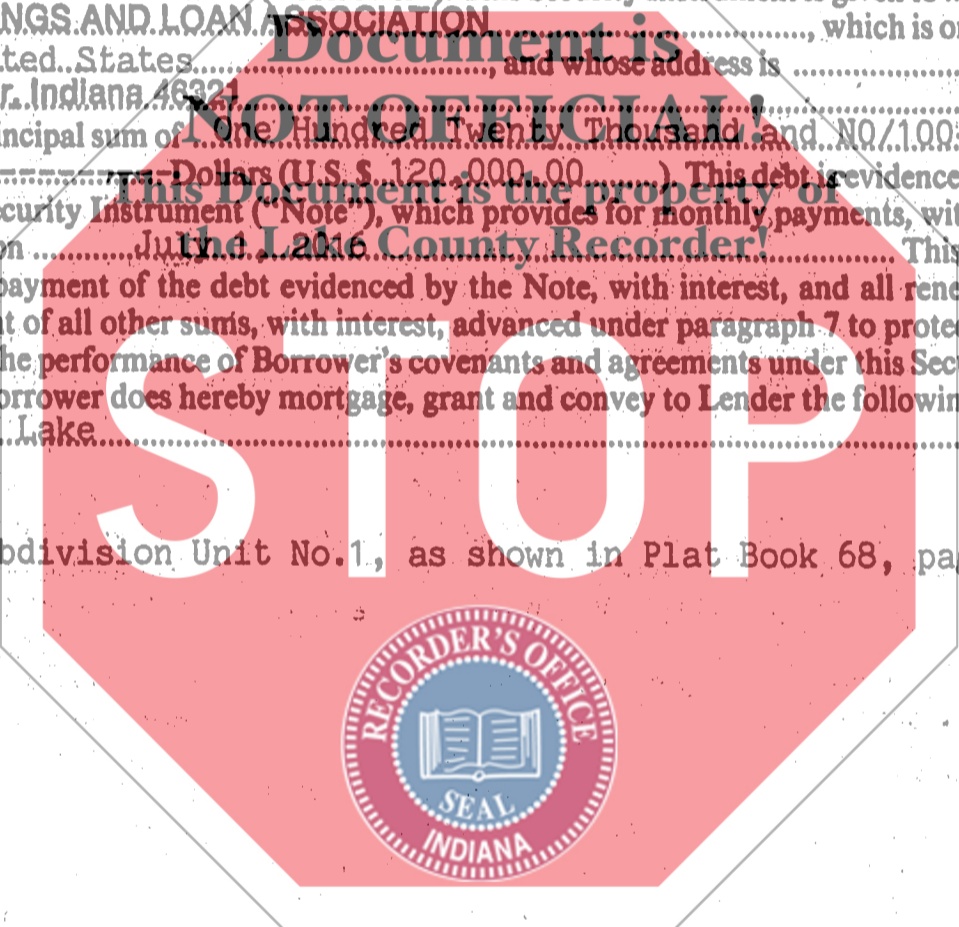 NGS AND LOAN ASSOCIATION, which is
Document is
ted States, and whose address is
r, Indiana 46321
NOT OFFICIAL!
ncipal sum of One Hundred Twenty Thousand and NO/100
Dollars (U.S. $ 120,000.00). This debt is evidence
This Document is the property of
curity Instrument ("Note"), which provides for monthly payments, wit
on July 1, 2016 This
the Lake County Recorder!
payment of the debt evidenced by the Note, with interest, and all rene
t of all other sums, with interest, advanced under paragraph 7 to prote
he performance of Borrower's covenants and agreements under this Sec
orrower does hereby mortgage, grant and convey to Lender the followin
Lake
STOP
bdivision Unit No.1, as shown in Plat Book 68, pa
RECORDER'S OFFICE
SEAL
INDIANA